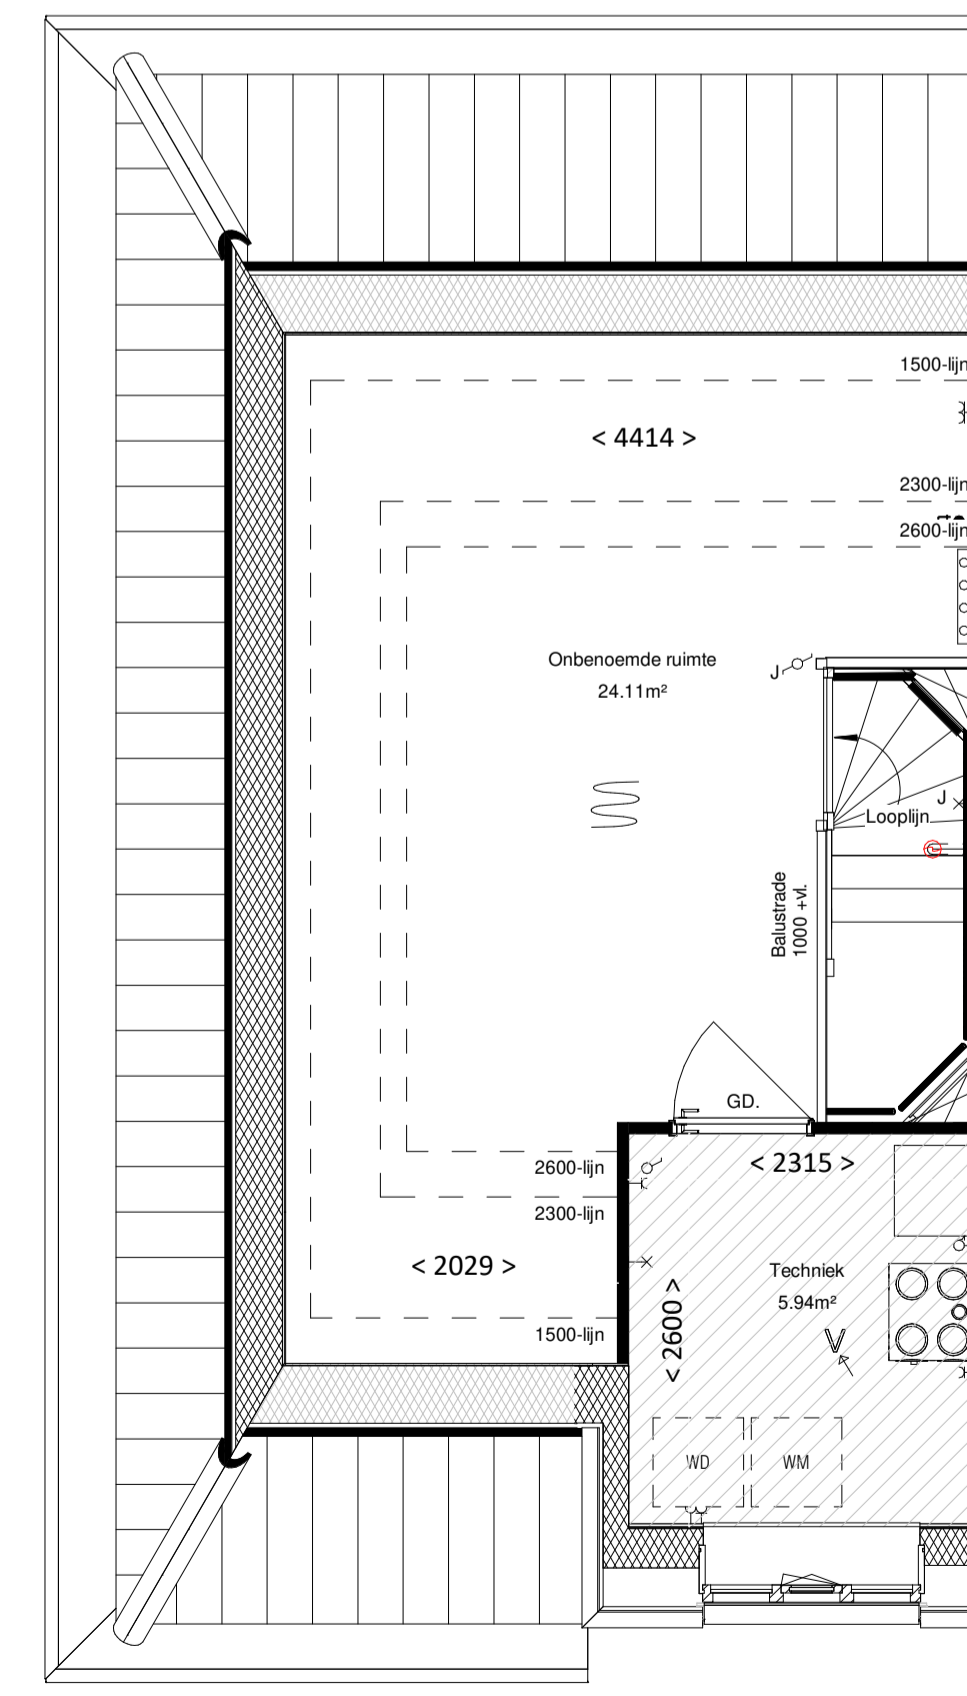 1500-lijn
< 4414 >
2300-lijn
2600-lijn
Onbenoemde ruimte
24.11m²
J
J
Looplijn
Balustrade
1000 +vl.
GD.
2600-lijn
< 2315 >
2300-lijn
< 2029 >
Techniek
5.94m²
< 2600 >
1500-lijn
V
WD
WM